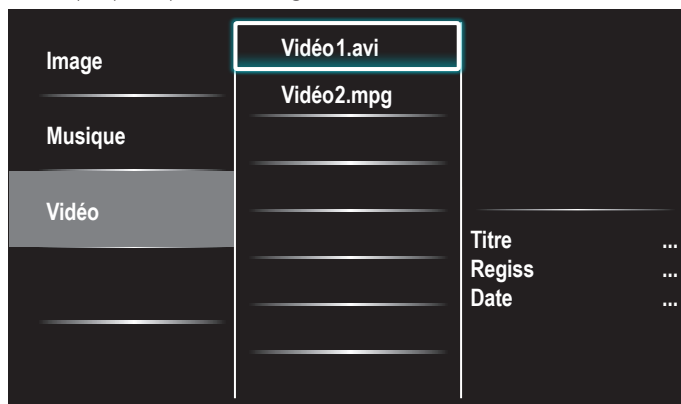 Image
Musique
Vidéo
Vidéo1.avi
Vidéo2.mpg
Titre ...
Regiss ...
Date ...